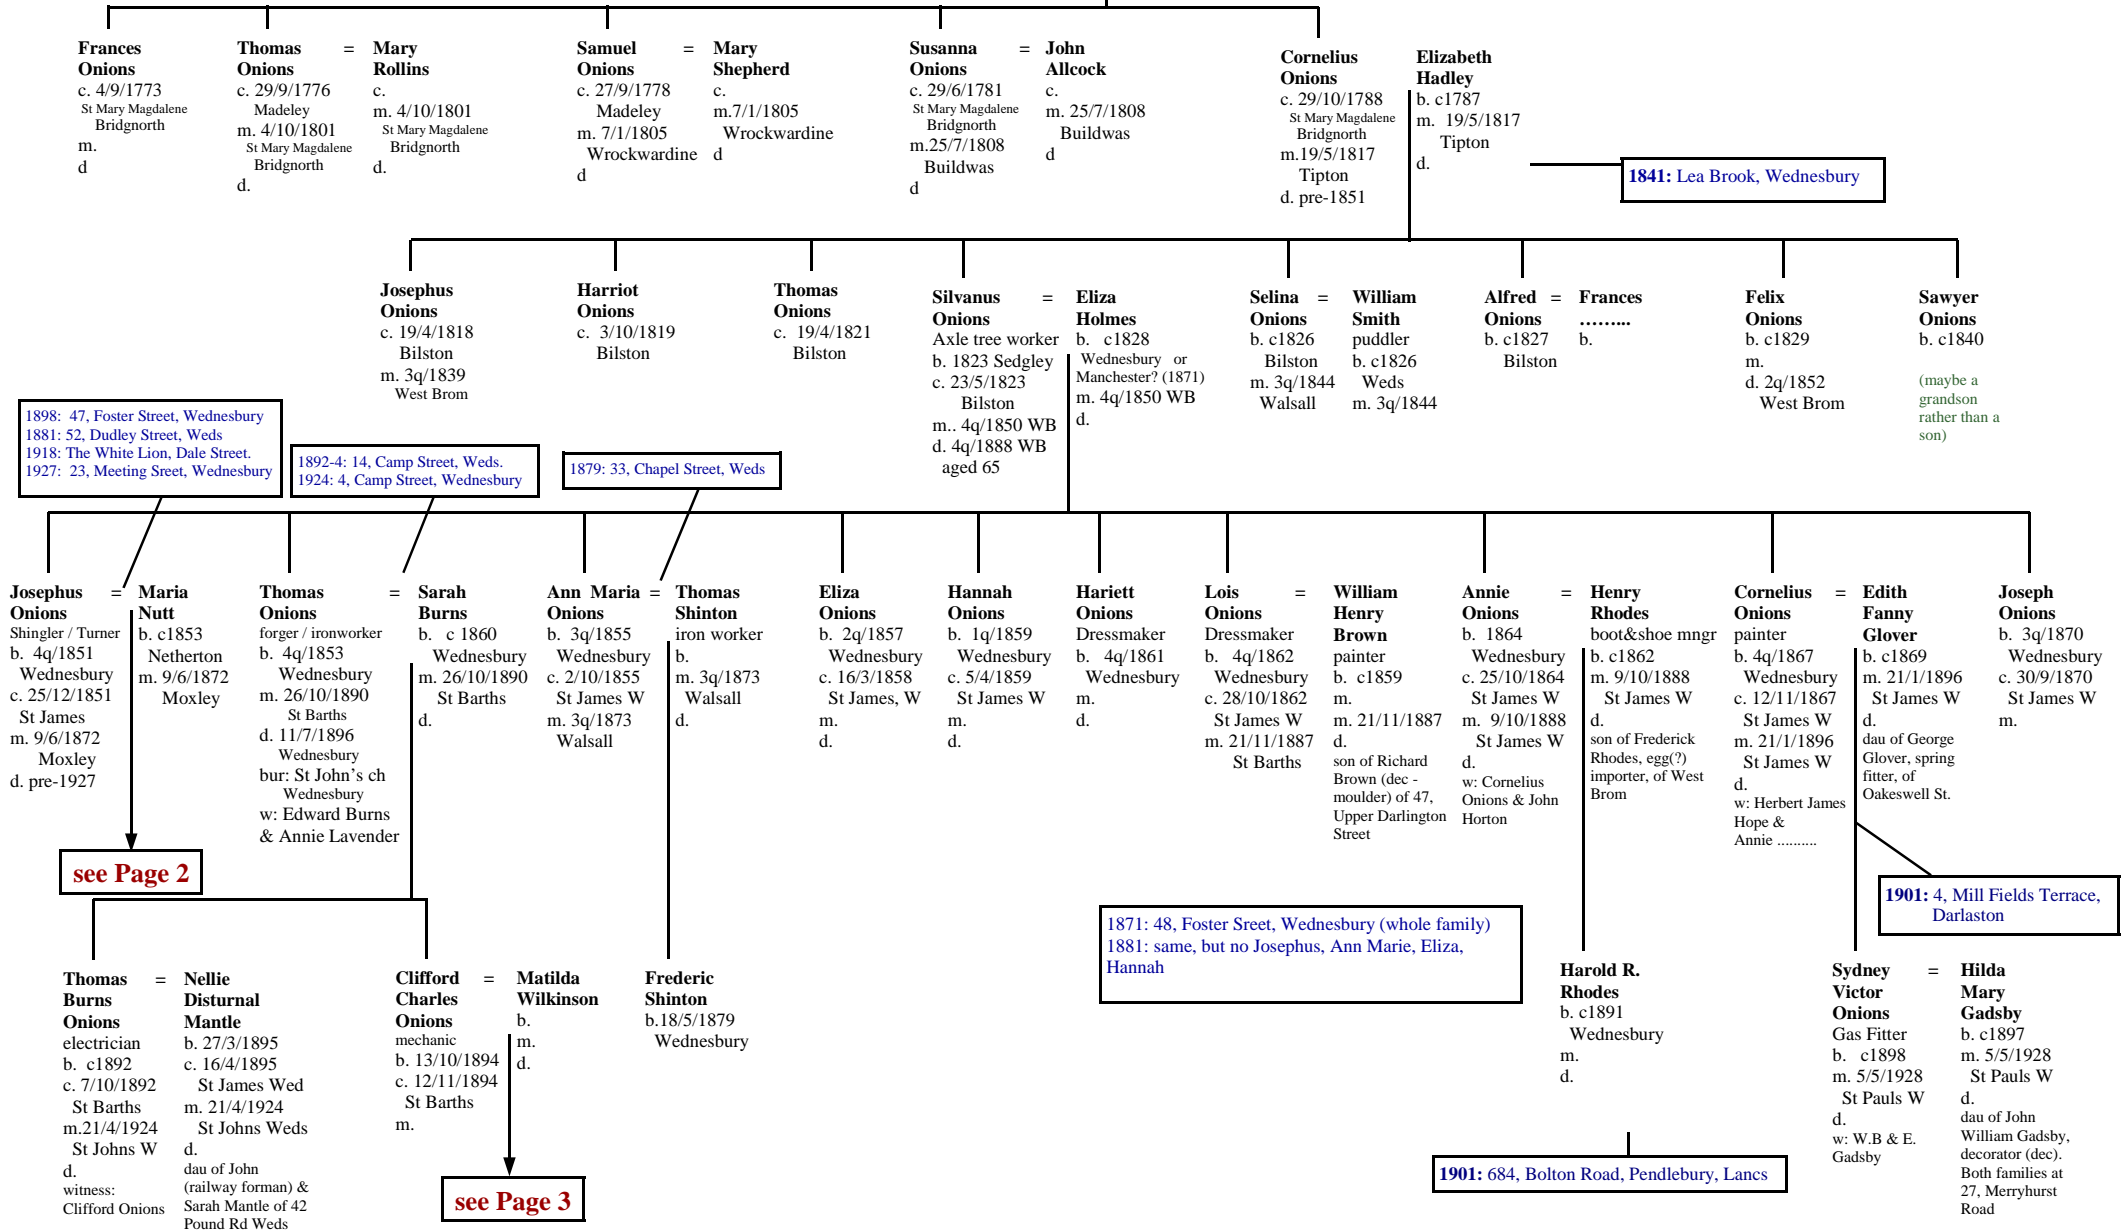 Frances
Onions
c. 4/9/1773
St Mary Magdalene
Bridgnorth
m.
d
Thomas
Onions
c. 29/9/1776
Madeley
m. 4/10/1801
St Mary Magdalene
Bridgnorth
d.
=
Mary
Rollins
c.
m. 4/10/1801
St Mary Magdalene
Bridgnorth
d.
Samuel
Onions
c. 27/9/1778
Madeley
m. 7/1/1805
Wrockwardine
d
=
Mary
Shepherd
c.
m.7/1/1805
Wrockwardine
d
Susanna
Onions
c. 29/6/1781
St Mary Magdalene
Bridgnorth
m.25/7/1808
Buildwas
d
=
John
Allcock
c.
m. 25/7/1808
Buildwas
d
Cornelius
Onions
c. 29/10/1788
St Mary Magdalene
Bridgnorth
m.19/5/1817
Tipton
d. pre-1851
Elizabeth
Hadley
b. c1787
m. 19/5/1817
Tipton
d.
1841: Lea Brook, Wednesbury
Josephus
Onions
c. 19/4/1818
Bilston
m. 3q/1839
West Brom
Harriot
Onions
c. 3/10/1819
Bilston
Thomas
Onions
c. 19/4/1821
Bilston
Silvanus
Onions
Axle tree worker
b. 1823 Sedgley
c. 23/5/1823
Bilston
m.. 4q/1850 WB
d. 4q/1888 WB
aged 65
=
Eliza
Holmes
b. c1828
Wednesbury or
Manchester? (1871)
m. 4q/1850 WB
d.
Selina
Onions
b. c1826
Bilston
m. 3q/1844
Walsall
=
William
Smith
puddler
b. c1826
Weds
m. 3q/1844
Alfred
Onions
b. c1827
Bilston
=
Frances
……...
b.
Felix
Onions
b. c1829
m.
d. 2q/1852
West Brom
Sawyer
Onions
b. c1840
(maybe a
grandson
rather than a
son)
1898: 47, Foster Street, Wednesbury
1881: 52, Dudley Street, Weds
1918: The White Lion, Dale Street.
1927: 23, Meeting Sreet, Wednesbury
1892-4: 14, Camp Street, Weds.
1924: 4, Camp Street, Wednesbury
1879: 33, Chapel Street, Weds
Josephus
Onions
Shingler / Turner
b. 4q/1851
Wednesbury
c. 25/12/1851
St James
m. 9/6/1872
Moxley
d. pre-1927
=
Maria
Nutt
b. c1853
Netherton
m. 9/6/1872
Moxley
Thomas
Onions
forger / ironworker
b. 4q/1853
Wednesbury
m. 26/10/1890
St Barths
d. 11/7/1896
Wednesbury
bur: St John's ch
Wednesbury
w: Edward Burns
& Annie Lavender
=
Sarah
Burns
b. c 1860
Wednesbury
m. 26/10/1890
St Barths
d.
Ann Maria
Onions
b. 3q/1855
Wednesbury
c. 2/10/1855
St James W
m. 3q/1873
Walsall
=
Thomas
Shinton
iron worker
b.
m. 3q/1873
Walsall
d.
Eliza
Onions
b. 2q/1857
Wednesbury
c. 16/3/1858
St James, W
m.
d.
Hannah
Onions
b. 1q/1859
Wednesbury
c. 5/4/1859
St James W
m.
d.
Hariett
Onions
Dressmaker
b. 4q/1861
Wednesbury
m.
d.
Lois
Onions
Dressmaker
b. 4q/1862
Wednesbury
c. 28/10/1862
St James W
m. 21/11/1887
St Barths
=
William
Henry
Brown
painter
b. c1859
m.
m. 21/11/1887
d.
son of Richard
Brown (dec -
moulder) of 47,
Upper Darlington
Street
Annie
Onions
b. 1864
Wednesbury
c. 25/10/1864
St James W
m. 9/10/1888
St James W
d.
w: Cornelius
Onions & John
Horton
=
Henry
Rhodes
boot&shoe mngr
b. c1862
m. 9/10/1888
St James W
d.
son of Frederick
Rhodes, egg(?)
importer, of West
Brom
Cornelius
Onions
painter
b. 4q/1867
Wednesbury
c. 12/11/1867
St James W
m. 21/1/1896
St James W
d.
w: Herbert James
Hope &
Annie ..........
=
Edith
Fanny
Glover
b. c1869
m. 21/1/1896
St James W
d.
dau of George
Glover, spring
fitter, of
Oakeswell St.
Joseph
Onions
b. 3q/1870
Wednesbury
c. 30/9/1870
St James W
m.
see Page 2
1871: 48, Foster Sreet, Wednesbury (whole family)
1881: same, but no Josephus, Ann Marie, Eliza,
Hannah
1901: 4, Mill Fields Terrace,
Darlaston
Thomas
Burns
Onions
electrician
b. c1892
c. 7/10/1892
St Barths
m.21/4/1924
St Johns W
d.
witness:
Clifford Onions
=
Nellie
Disturnal
Mantle
b. 27/3/1895
c. 16/4/1895
St James Wed
m. 21/4/1924
St Johns Weds
d.
dau of John
(railway forman) &
Sarah Mantle of 42
Pound Rd Weds
Clifford
Charles
Onions
mechanic
b. 13/10/1894
c. 12/11/1894
St Barths
m.
=
Matilda
Wilkinson
b.
m.
d.
see Page 3
Frederic
Shinton
b.18/5/1879
Wednesbury
Harold R.
Rhodes
b. c1891
Wednesbury
m.
d.
1901: 684, Bolton Road, Pendlebury, Lancs
Sydney
Victor
Onions
Gas Fitter
b. c1898
m. 5/5/1928
St Pauls W
d.
w: W.B & E.
Gadsby
=
Hilda
Mary
Gadsby
b. c1897
m. 5/5/1928
St Pauls W
d.
dau of John
William Gadsby,
decorator (dec).
Both families at
27, Merryhurst
Road